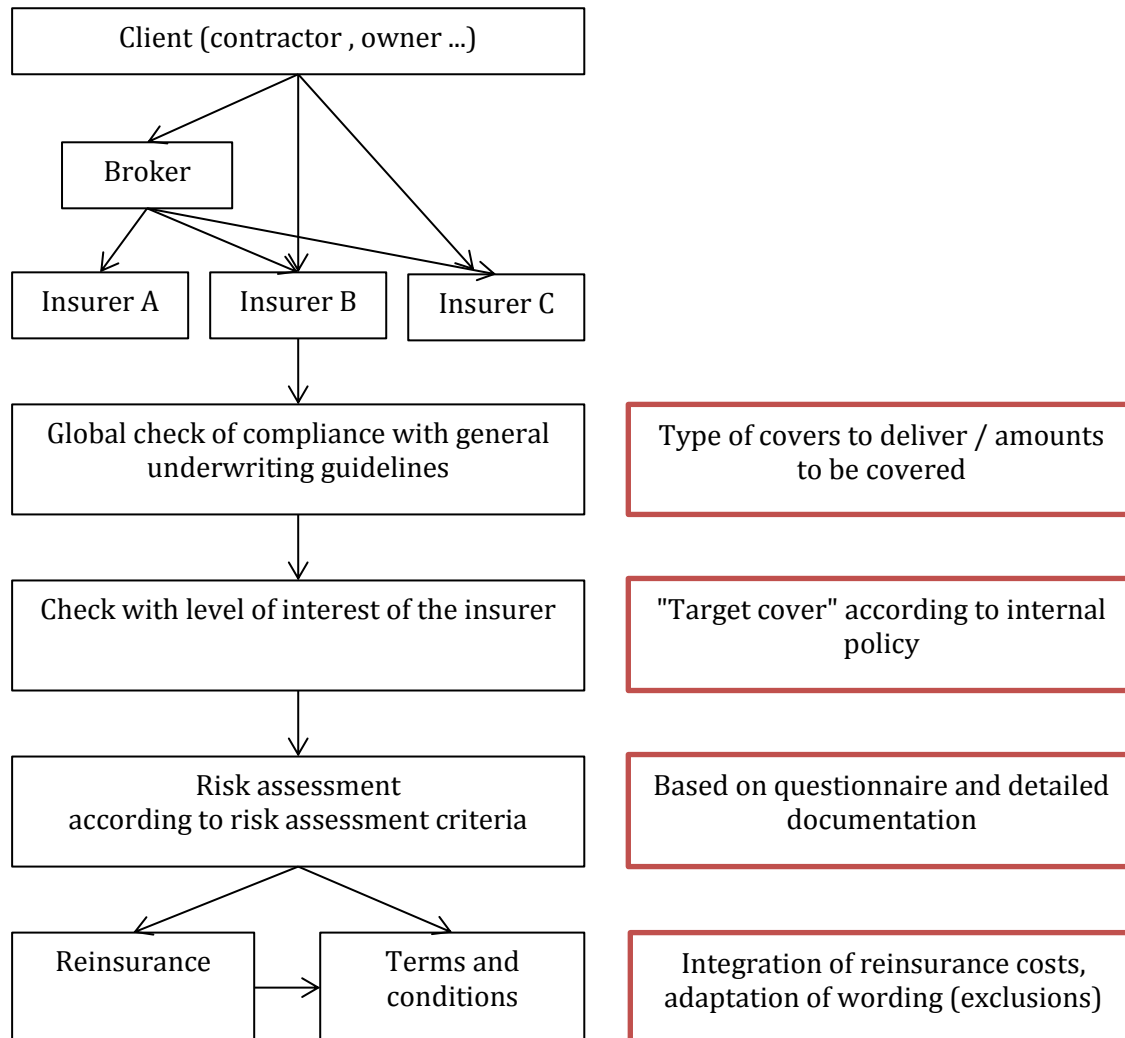 Client (contractor , owner ...)
Broker
Insurer A
Insurer B
Insurer C
Global check of compliance with general
underwriting guidelines
Type of covers to deliver / amounts
to be covered
Check with level of interest of the insurer
"Target cover" according to internal
policy
Risk assessment
according to risk assessment criteria
Based on questionnaire and detailed
documentation
Reinsurance
Terms and
conditions
Integration of reinsurance costs,
adaptation of wording (exclusions)